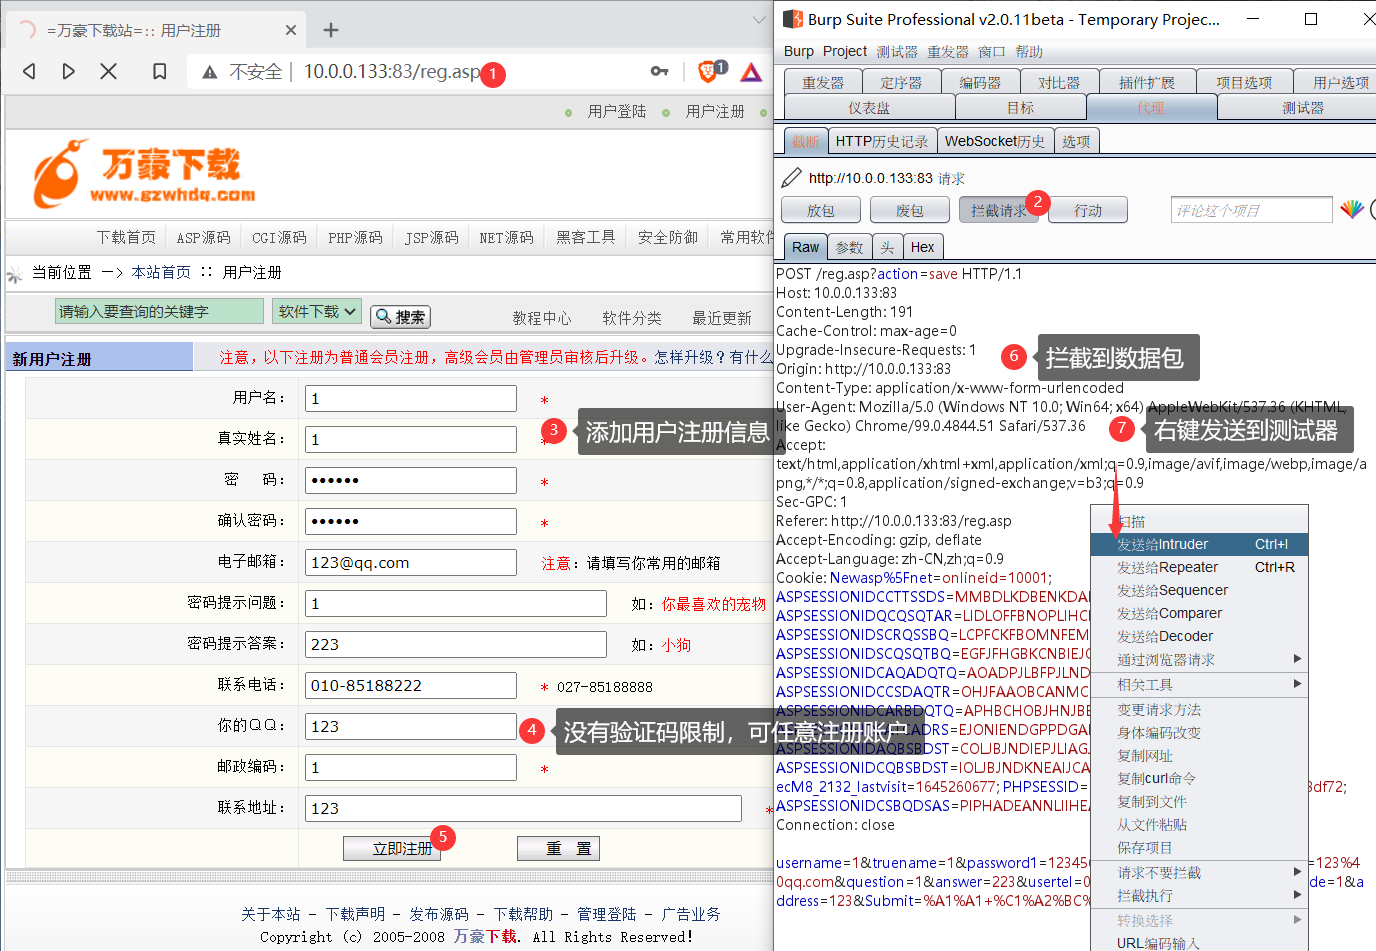 =万豪下载站=:: 用户注册
不安全 | 10.0.0.133:83/reg.asp
1
1
用户登陆
用户注册
万豪下载
www.gzwhdq.com
下载首页 ASP源码 CGI源码 PHP源码 JSP源码 NET源码 黑客工具 安全防御 常用软件
当前位置 —> 本站首页 :: 用户注册
请输入要查询的关键字 软件下载 搜索 教程中心 软件分类 最近更新
新用户注册
注意，以下注册为普通会员注册，高级会员由管理员审核后升级。怎样升级？有什么
用户名： 1 *
真实姓名： 1 *
3 添加用户注册信息
密 码： •••••• *
确认密码： •••••• *
电子邮箱： 123@qq.com 注意：请填写你常用的邮箱
密码提示问题： 1 如：你最喜欢的宠物
密码提示答案： 223 如：小狗
联系电话： 010-85188222 * 027-85188888
你的QQ： 123
4 没有验证码限制，可任意注册账户
邮政编码： 1 *
联系地址： 123 *
立即注册 5 重 置
关于本站 - 下载声明 - 发布源码 - 下载帮助 - 管理登陆 - 广告业务
Copyright (c) 2005-2008 万豪下载. All Rights Reserved!
Burp Suite Professional v2.0.11beta - Temporary Projec...
Burp Project 测试器 重发器 窗口 帮助
重发器 定序器 编码器 对比器 插件扩展 项目选项 用户选项
仪表盘 目标 代理 测试器
截断 HTTP历史记录 WebSocket历史 选项
http://10.0.0.133:83 请求
放包 废包 拦截请求 2 行动 评论这个项目
Raw 参数 头 Hex
POST /reg.asp?action=save HTTP/1.1
Host: 10.0.0.133:83
Content-Length: 191
Cache-Control: max-age=0
Upgrade-Insecure-Requests: 1
6 拦截到数据包
Origin: http://10.0.0.133:83
Content-Type: application/x-www-form-urlencoded
User-Agent: Mozilla/5.0 (Windows NT 10.0; Win64; x64) AppleWebKit/537.36 (KHTML,
like Gecko) Chrome/99.0.4844.51 Safari/537.36
7 右键发送到测试器
Accept:
text/html,application/xhtml+xml,application/xml;q=0.9,image/avif,image/webp,image/a
png,*/*;q=0.8,application/signed-exchange;v=b3;q=0.9
Sec-GPC: 1
Referer: http://10.0.0.133:83/reg.asp
Accept-Encoding: gzip, deflate
Accept-Language: zh-CN,zh;q=0.9
Cookie: Newasp%5Fnet=onlineid=10001;
ASPSESSIONIDCCTTSSDS=MMBDLKDBENKDA
ASPSESSIONIDQCQSQTAR=LIDLOFFBNOPLIHC
ASPSESSIONIDSCRQSSBQ=LCPFCKFBOMNFEM
ASPSESSIONIDSCQSQTBQ=EGFJFHGBKCNBIEJ
ASPSESSIONIDCAQADQTQ=AOADPJLBFPJLND
ASPSESSIONIDCCSDAQTR=OHJFAAOBCANMC
ASPSESSIONIDCARBDQTQ=APHBCHOBJHNJB
ADRS=EJONIENDGPPDGA
ASPSESSIONIDAQBSBDST=COLJBJNDIEPJLIAG
ASPSESSIONIDCQBSBDST=IOLJBJNDKNEAIJCA
ecM8_2132_lastvisit=1645260677; PHPSESSID= 3df72;
ASPSESSIONIDCSBQDSAS=PIPHADEANNLIIHE
Connection: close
username=1&truename=1&password1=12345 =123%4
0qq.com&question=1&answer=223&usertel=0 de=1&a
ddress=123&Submit=%A1%A1+%C1%A2%BC%
扫描
发送给Intruder Ctrl+I
发送给Repeater Ctrl+R
发送给Sequencer
发送给Comparer
发送给Decoder
通过浏览器请求
相关工具
变更请求方法
身体编码改变
复制网址
复制curl命令
复制到文件
从文件粘贴
保存项目
请求不要拦截
拦截执行
转换选择
URL编码输入